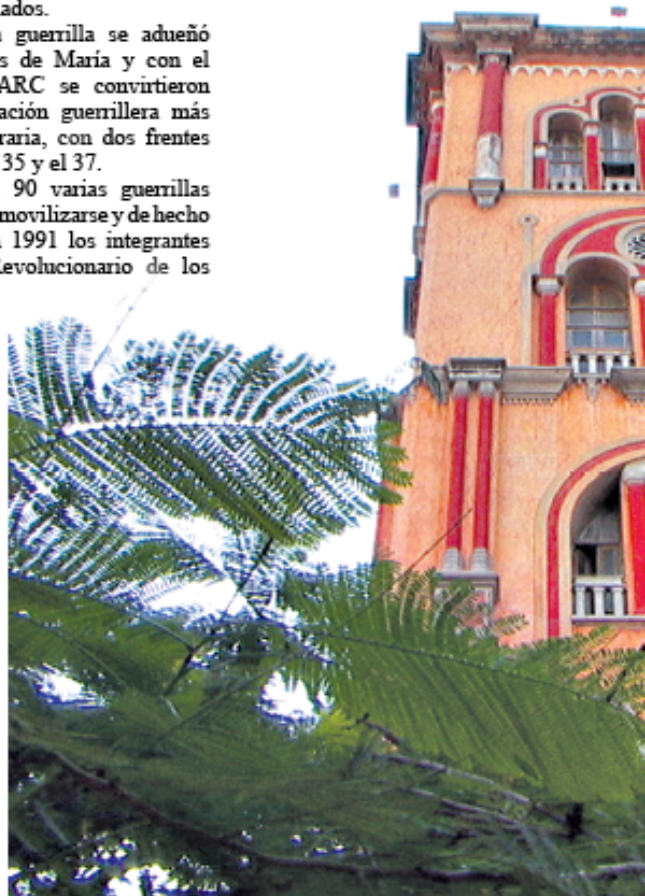 ados.
guerrilla se adueñó
s de María y con el
ARC se convirtieron
ación guerrillera más
raria, con dos frentes
35 y el 37.
90 varias guerrillas
movilizarse y de hecho
1991 los integrantes
Revolucionario de los